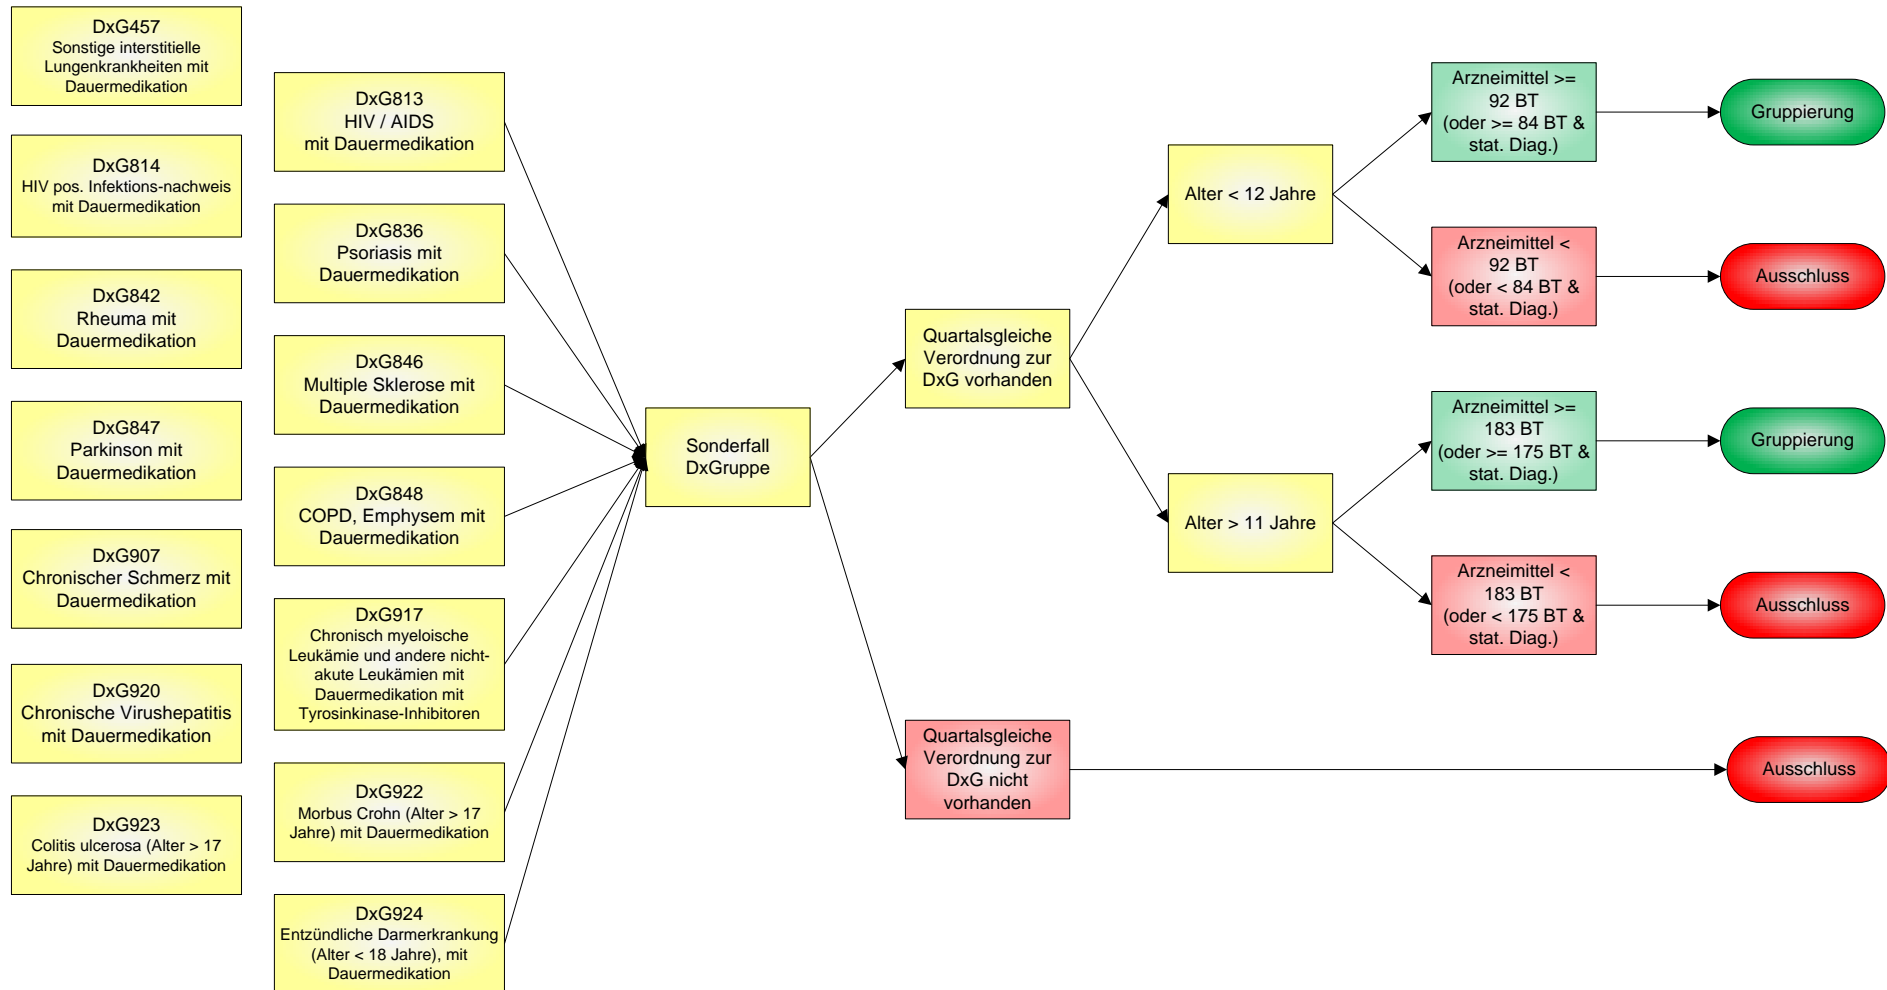 DxG457
Sonstige interstitielle
Lungenkrankheiten mit
Dauermedikation
DxG814
HIV pos. Infektions-nachweis
mit Dauermedikation
DxG842
Rheuma mit
Dauermedikation
DxG847
Parkinson mit
Dauermedikation
DxG907
Chronischer Schmerz mit
Dauermedikation
DxG920
Chronische Virushepatitis
mit Dauermedikation
DxG923
Colitis ulcerosa (Alter > 17
Jahre) mit Dauermedikation
DxG813
HIV / AIDS
mit Dauermedikation
DxG836
Psoriasis mit
Dauermedikation
DxG846
Multiple Sklerose mit
Dauermedikation
DxG848
COPD, Emphysem mit
Dauermedikation
DxG917
Chronisch myeloische
Leukämie und andere nicht-
akute Leukämien mit
Dauermedikation mit
Tyrosinkinase-Inhibitoren
DxG922
Morbus Crohn (Alter > 17
Jahre) mit Dauermedikation
DxG924
Entzündliche Darmerkrankung
(Alter < 18 Jahre), mit
Dauermedikation
Sonderfall
DxGruppe
Quartalsgleiche
Verordnung zur
DxG vorhanden
Quartalsgleiche
Verordnung zur
DxG nicht
vorhanden
Alter < 12 Jahre
Alter > 11 Jahre
Arzneimittel >=
92 BT
(oder >= 84 BT &
stat. Diag.)
Arzneimittel <
92 BT
(oder < 84 BT &
stat. Diag.)
Arzneimittel >=
183 BT
(oder >= 175 BT &
stat. Diag.)
Arzneimittel <
183 BT
(oder < 175 BT &
stat. Diag.)
Gruppierung
Ausschluss
Gruppierung
Ausschluss
Ausschluss